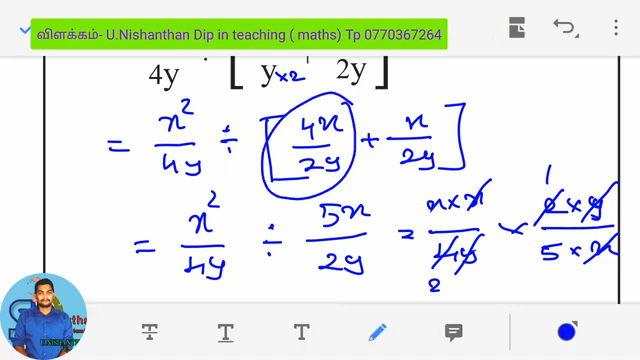 விளக்கம்- U.Nishanthan Dip in teaching ( maths) Tp 0770367264
4y ÷ [ y×2 + 2y ]
= x²/4y ÷ [ 4x/2y + x/2y ]
= x²/4y ÷ 5x/2y = x×x/4y × 2×y/5×x
2 1